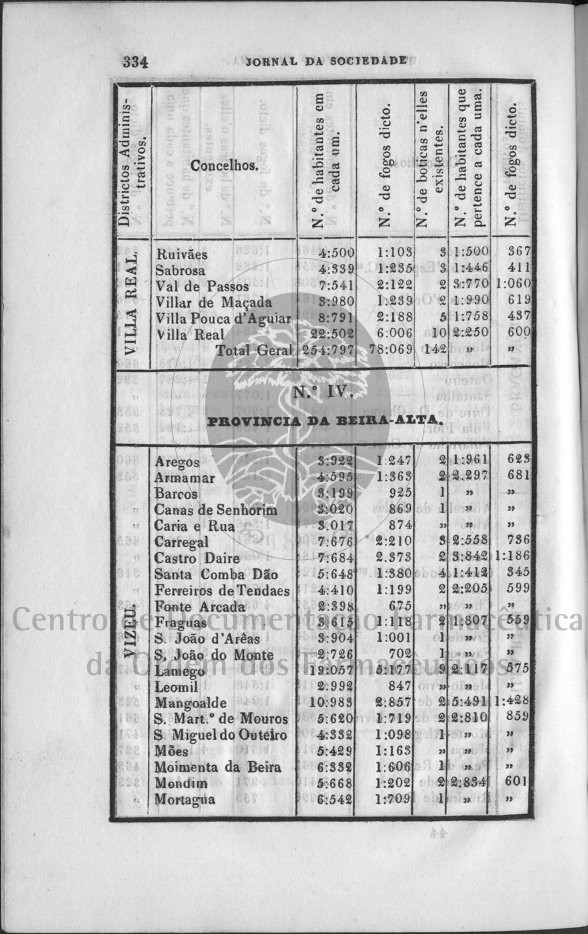 334 JORNAL DA SOCIEDADE
Districtos Adminis-
trativos.
Concelhos.
N.º de habitantes em
cada um.
N.º de fogos dicto.
N.º de boticas n'elles
existentes.
N.º de habitantes que
pertence a cada uma.
N.º de fogos dicto.
VILLA REAL
Ruivães 4:500 1:103 3 1:500 367
Sabrosa 4:339 1:235 3 1:446 411
Val de Passos 7:541 2:122 2 3:770 1:060
Villar de Maçada 3:980 1:239 2 1:990 619
Villa Pouca d'Aguiar 8:791 2:188 5 1:758 437
Villa Real 22:502 6:006 10 2:250 600
Total Geral 254:797 78:069 142 » »
N.º IV.
PROVINCIA DA BEIRA-ALTA.
VIZEU.
Aregos 3:922 1.247 2 1:961 623
Armamar 4:595 1:363 2 2.297 681
Barcos 3:199 925 1 » »
Canas de Senhorim 3:020 869 1 » »
Caria e Rua 3.017 874 » » »
Carregal 7:676 2:210 3 2:558 736
Castro Daire 7:684 2.373 2 3:842 1:186
Santa Comba Dão 5:648 1:380 4 1:412 345
Ferreiros de Tendaes 4:410 1:199 2 2:205 599
Fonte Arcada 2:398 675 » » »
Fraguas 3:615 1:118 2 1:807 559
S. João d'Arêas 3:904 1:001 1 » »
S. João do Monte 2:726 702 1 » »
Lamego 19:057 5:177 9 2:117 575
Leomil 2:992 847 » » »
Mangoalde 10:983 2:857 2 5:491 1:428
S. Mart.º de Mouros 5:620 1:719 2 2:810 859
S Miguel do Outeiro 4:332 1:098 1 » »
Mões 5:429 1:163 » » »
Moimenta da Beira 6:332 1:606 1 » »
Mondim 5:668 1:202 2 2:834 601
Mortagua 6:542 1:709 1 » »
Centro de Documentação Farmacêutica
da Ordem dos Farmacêuticos